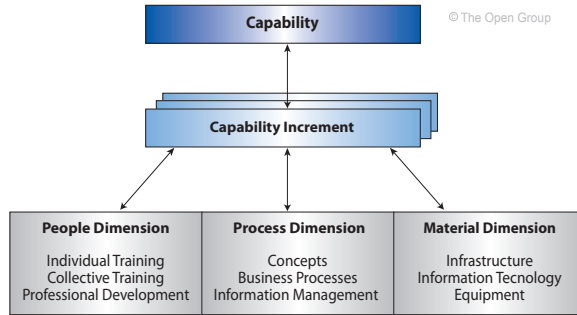 Capability
© The Open Group
Capability Increment
People Dimension
Individual Training
Collective Training
Professional Development
Process Dimension
Concepts
Business Processes
Information Management
Material Dimension
Infrastructure
Information Tecnology
Equipment